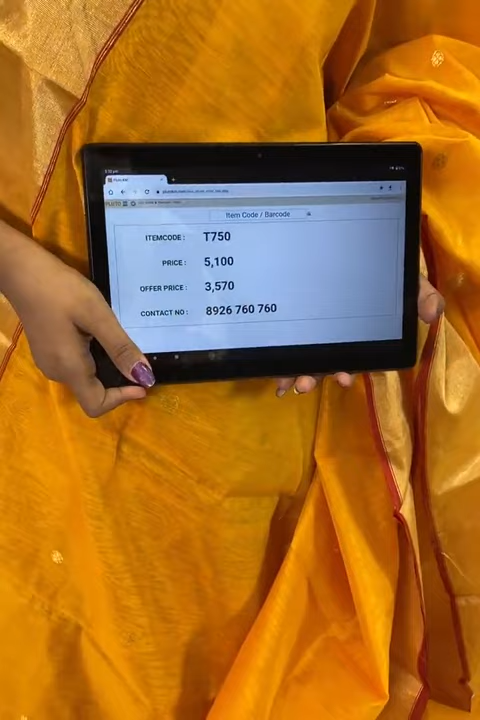 Item Code / Barcode
ITEMCODE : T750
PRICE : 5,100
OFFER PRICE : 3,570
CONTACT NO : 8926 760 760